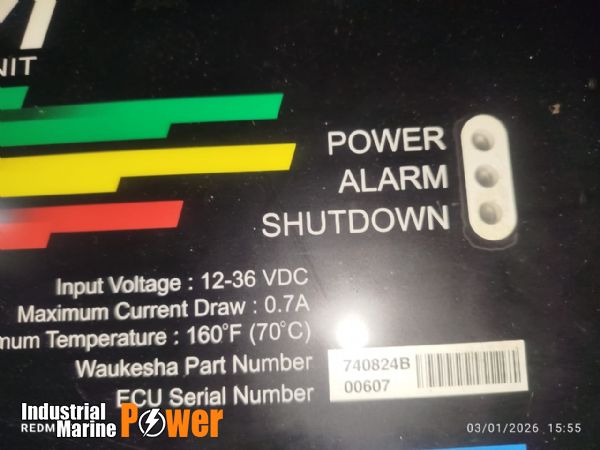 NIT
POWER
ALARM
SHUTDOWN
Input Voltage : 12-36 VDC
Maximum Current Draw : 0.7A
mum Temperature : 160°F (70°C)
Waukesha Part Number 740824B
ECU Serial Number 00607
Industrial
Marine Power
REDM
03/01/2026 15:55